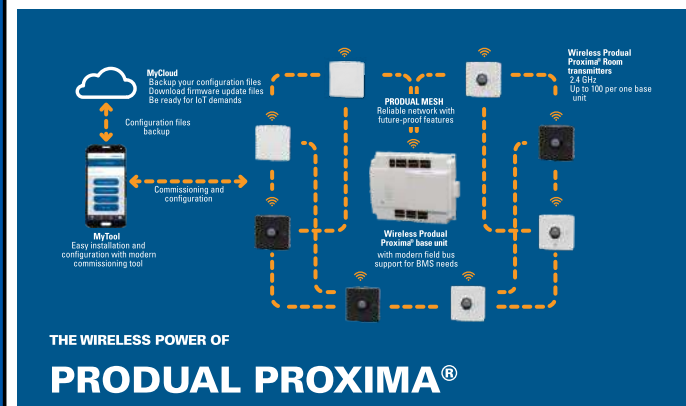 MyCloud
Backup your configuration files
Download firmware update files
Be ready for IoT demands
Configuration files
backup
Commissioning and
configuration
MyTool
Easy installation and
configuration with modern
commissioning tool
PRODUAL MESH
Reliable network with
future-proof features
Wireless Produal
Proxima® base unit
with modern field bus
support for BMS needs
Wireless Produal
Proxima® Room
transmitters
2.4 GHz
Up to 100 per one base
unit
THE WIRELESS POWER OF
PRODUAL PROXIMA®